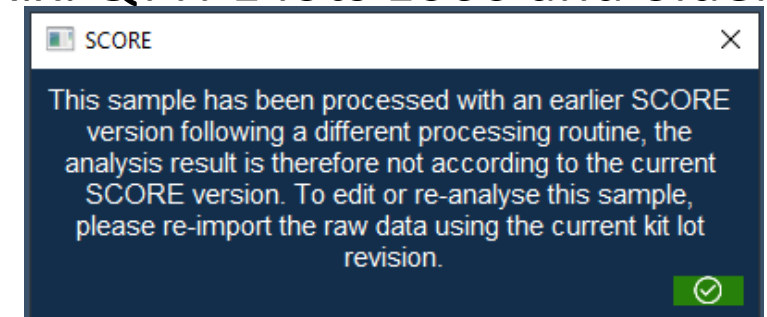 SCORE
This sample has been processed with an earlier SCORE
version following a different processing routine, the
analysis result is therefore not according to the current
SCORE version. To edit or re-analyse this sample,
please re-import the raw data using the current kit lot
revision.